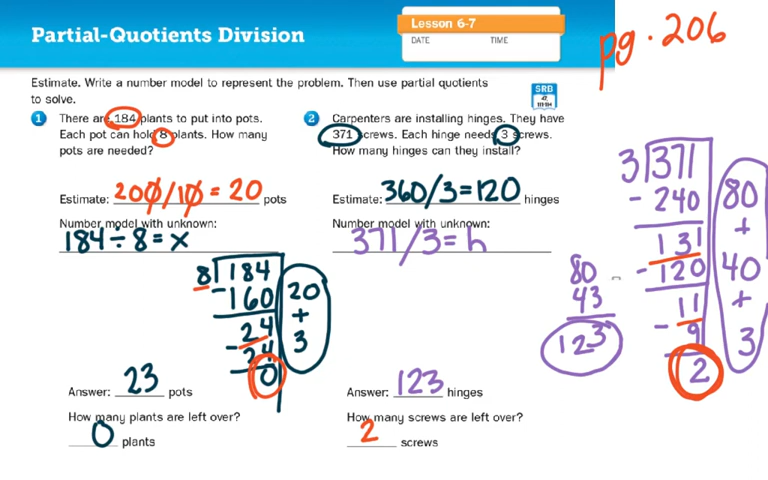 Partial-Quotients Division
Lesson 6-7
DATE TIME
pg. 206
Estimate. Write a number model to represent the problem. Then use partial quotients
to solve.
SRB
1 There are 184 plants to put into pots.
Each pot can hold 8 plants. How many
pots are needed?
Estimate: 200/10 = 20 pots
Number model with unknown:
184 ÷ 8 = x
8 184
- 160 20
+
24
- 24 3
0
Answer: 23 pots
How many plants are left over?
0 plants
2 Carpenters are installing hinges. They have
371 screws. Each hinge needs 3 screws.
How many hinges can they install?
Estimate: 360/3=120 hinges
Number model with unknown:
371/3=h
3 371
- 240 80
+
131
- 120 40
+
11
- 9 3
2
80
43
123
Answer: 123 hinges
How many screws are left over?
2 screws